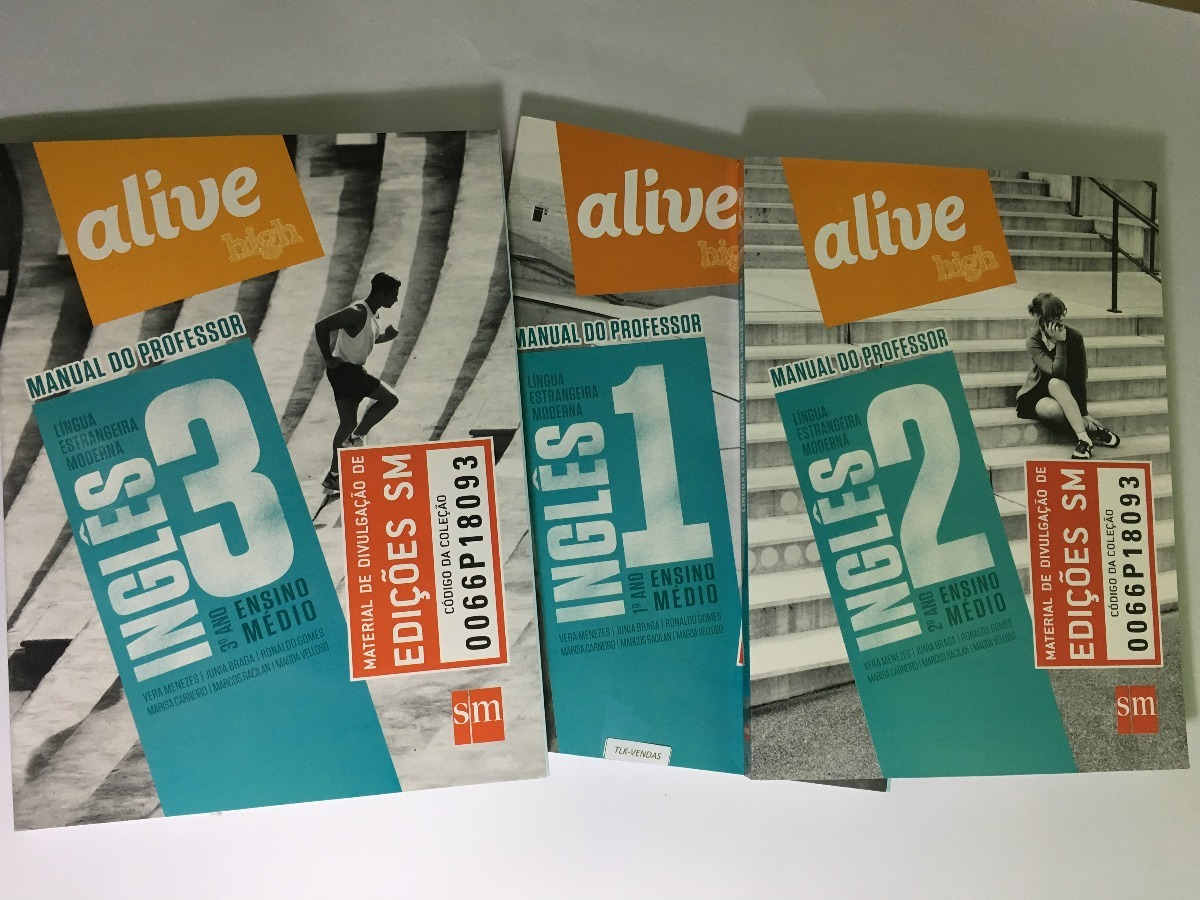 alive
high
MANUAL DO PROFESSOR
LÍNGUA
ESTRANGEIRA
MODERNA
INGLÊS
3
3º ANO
ENSINO
MÉDIO
VERA MENEZES | JUNIA BRAGA | RONALDO GOMES
MARISA CARNEIRO | MARCOS RACILAN | MAGDA VELLOSO
MATERIAL DE DIVULGAÇÃO DE
EDIÇÕES SM
CÓDIGO DA COLEÇÃO
0066P18093
sm
alive
hig
MANUAL DO PROFESSOR
LÍNGUA
ESTRANGEIRA
MODERNA
INGLÊS
1
1º ANO
ENSINO
MÉDIO
VERA MENEZES | JUNIA BRAGA | RONALDO GOMES
MARISA CARNEIRO | MARCOS RACILAN | MAGDA VELLOSO
TLK-VENDAS
alive
high
MANUAL DO PROFESSOR
LÍNGUA
ESTRANGEIRA
MODERNA
INGLÊS
2
2º ANO
ENSINO
MÉDIO
VERA MENEZES | JUNIA BRAGA | RONALDO GOMES
MARISA CARNEIRO | MARCOS RACILAN | MAGDA VELLOSO
MATERIAL DE DIVULGAÇÃO DE
EDIÇÕES SM
CÓDIGO DA COLEÇÃO
0066P18093
sm